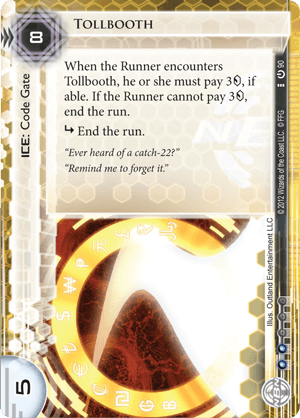 TOLLBOOTH
8
ICE: Code Gate
When the Runner encounters
Tollbooth, he or she must pay 3, if
able. If the Runner cannot pay 3,
end the run.
End the run.
“Ever heard of a catch-22?”
“Remind me to forget it.”
90
© 2012 Wizards of the Coast LLC. © FFG
Illus. Outland Entertainment LLC
5
NBN